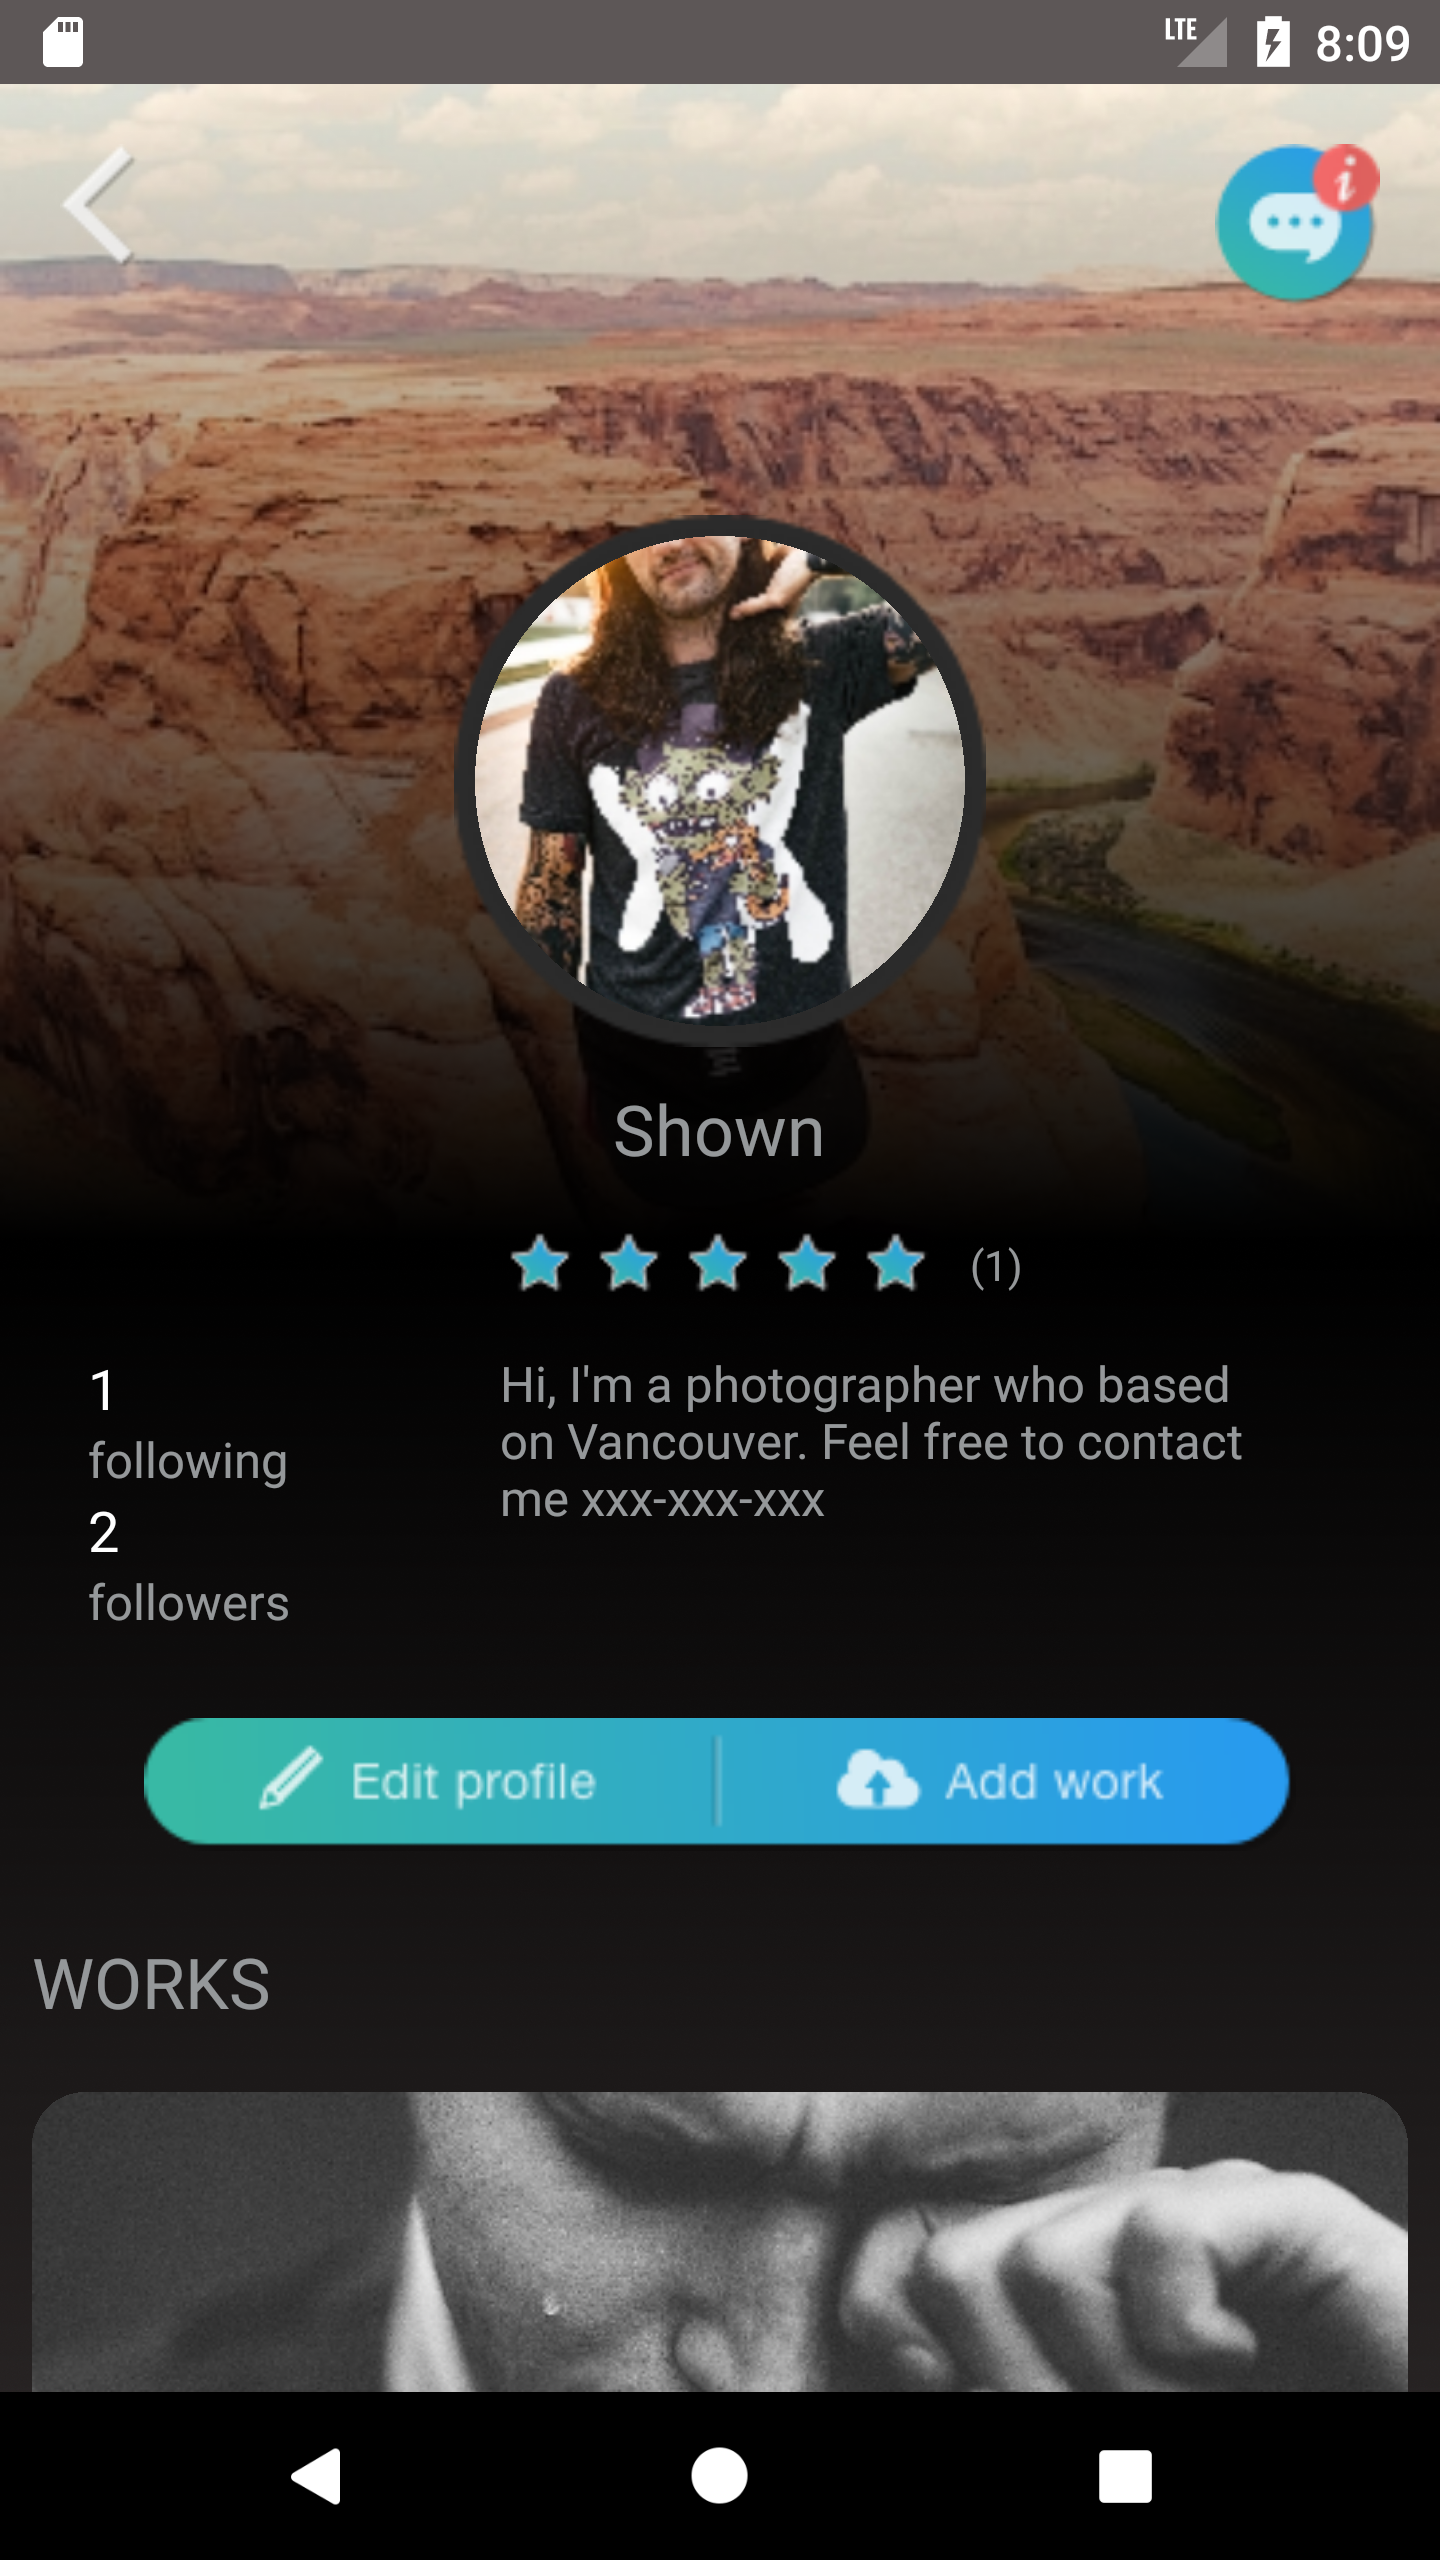 LTE 8:09
Shown
(1)
1
following
2
followers
Hi, I'm a photographer who based
on Vancouver. Feel free to contact
me xxx-xxx-xxx
Edit profile
Add work
WORKS